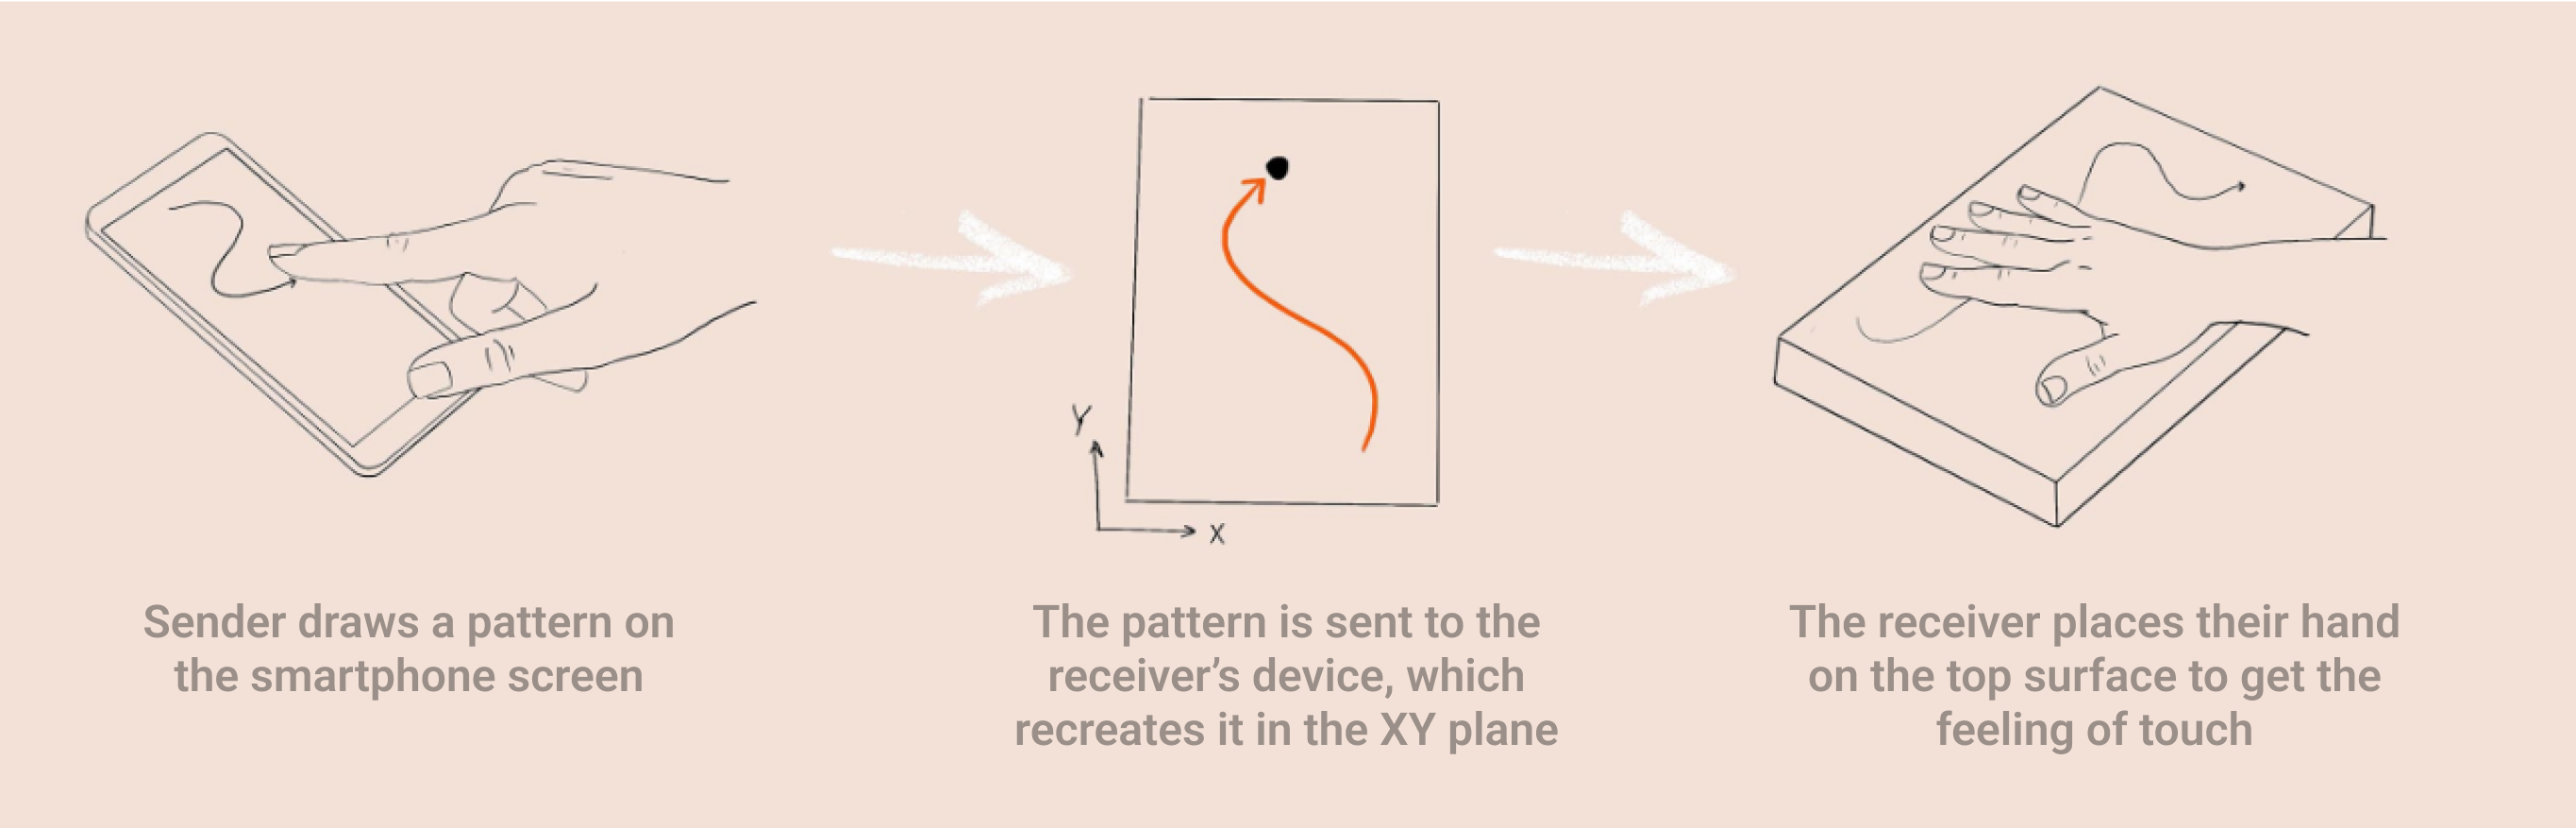 Y
X
Sender draws a pattern on
the smartphone screen
The pattern is sent to the
receiver’s device, which
recreates it in the XY plane
The receiver places their hand
on the top surface to get the
feeling of touch